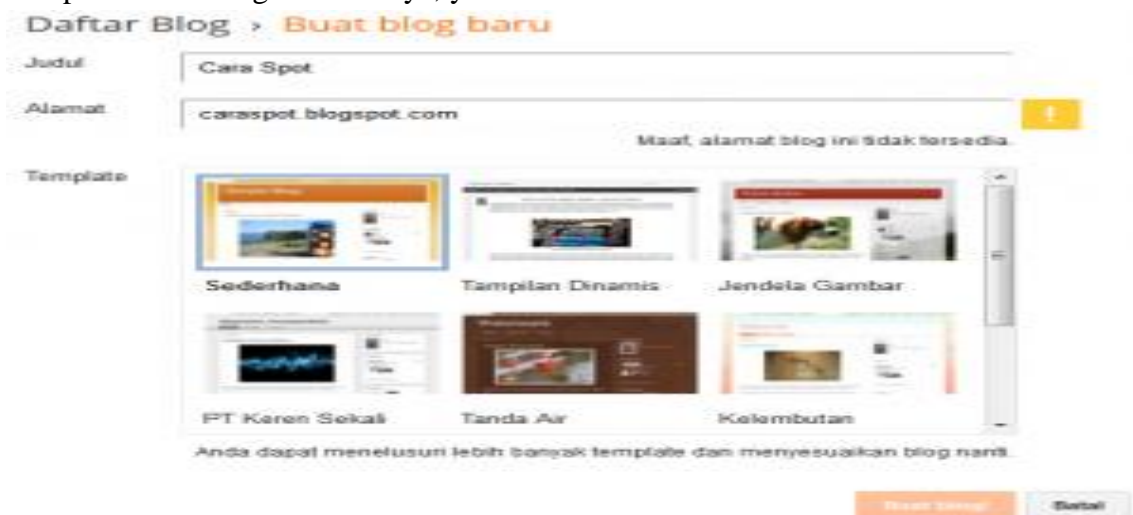 Daftar Blog › Buat blog baru
Judul
Cara Spot
Alamat
caraspot.blogspot.com
!
Maaf, alamat blog ini tidak tersedia.
Template
Sederhana
Tampilan Dinamis
Jendela Gambar
PT Keren Sekali
Tanda Air
Kelembutan
Anda dapat menelusuri lebih banyak template dan menyesuaikan blog nanti.
Buat blog!
Batal